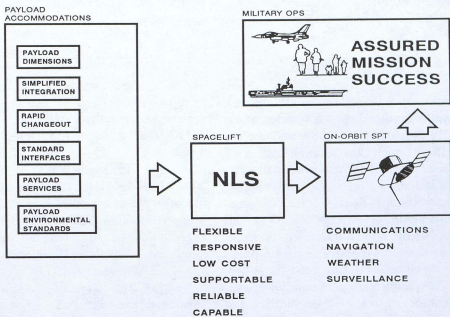 PAYLOAD
ACCOMMODATIONS
PAYLOAD
DIMENSIONS
SIMPLIFIED
INTEGRATION
RAPID
CHANGEOUT
STANDARD
INTERFACES
PAYLOAD
SERVICES
PAYLOAD
ENVIRONMENTAL
STANDARDS
SPACELIFT
NLS
FLEXIBLE
RESPONSIVE
LOW COST
SUPPORTABLE
RELIABLE
CAPABLE
MILITARY OPS
ASSURED
MISSION
SUCCESS
ON-ORBIT SPT
COMMUNICATIONS
NAVIGATION
WEATHER
SURVEILLANCE